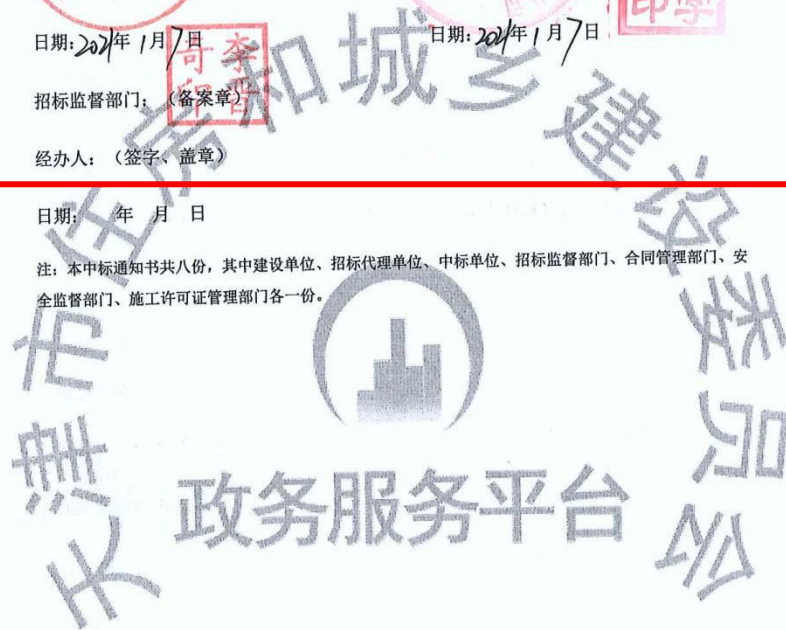 日期:2021年1月7日
日期:2021年1月7日
李晋
奇印
招标监督部门:(备案章)
经办人:(签字、盖章)
日期: 年 月 日
注:本中标通知书共八份,其中建设单位、招标代理单位、中标单位、招标监督部门、合同管理部门、安
全监督部门、施工许可证管理部门各一份。
天津市住房和城乡建设委员会
政务服务平台